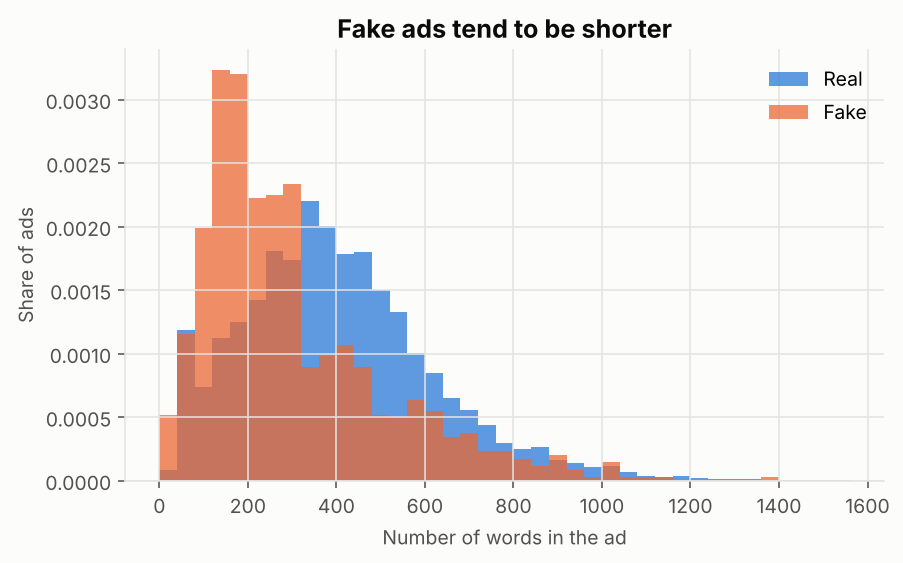 Fake ads tend to be shorter
Real
Fake
Share of ads
0.0030
0.0025
0.0020
0.0015
0.0010
0.0005
0.0000
0 200 400 600 800 1000 1200 1400 1600
Number of words in the ad